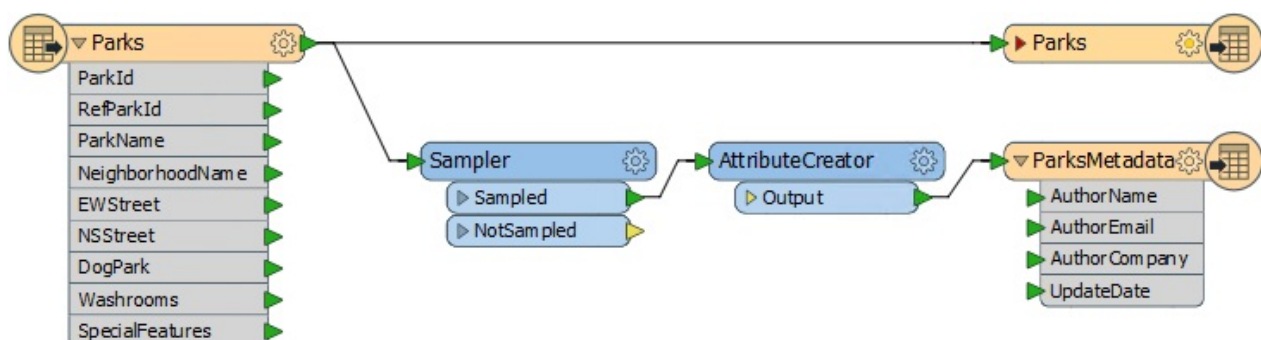 Parks
ParkId
RefParkId
ParkName
NeighborhoodName
EWStreet
NSStreet
DogPark
Washrooms
SpecialFeatures
Sampler
Sampled
NotSampled
AttributeCreator
Output
Parks
ParksMetadata
AuthorName
AuthorEmail
AuthorCompany
UpdateDate